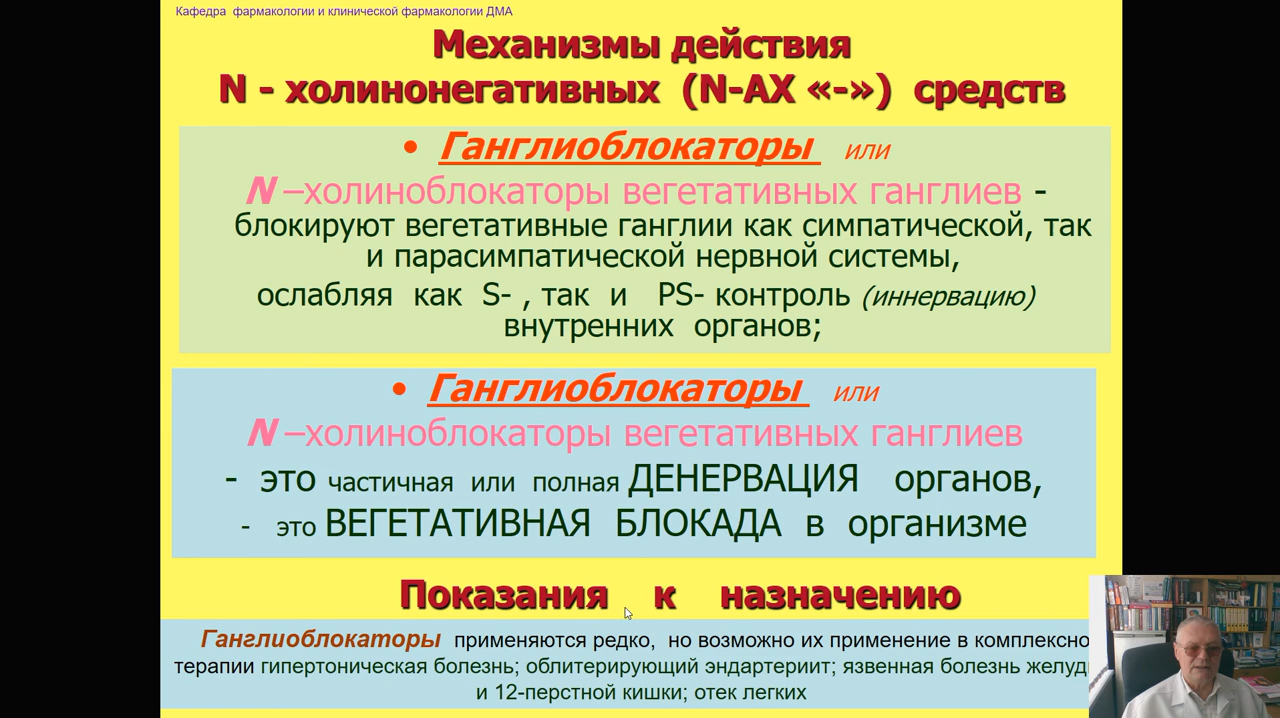 Кафедра фармакологии и клинической фармакологии ДМА
Механизмы действия
N - холинонегативных (N-АХ «-») средств
• Ганглиоблокаторы или
N –холиноблокаторы вегетативных ганглиев -
блокируют вегетативные ганглии как симпатической, так
и парасимпатической нервной системы,
ослабляя как S- , так и PS- контроль (иннервацию)
внутренних органов;
• Ганглиоблокаторы или
N –холиноблокаторы вегетативных ганглиев
- это частичная или полная ДЕНЕРВАЦИЯ органов,
- это ВЕГЕТАТИВНАЯ БЛОКАДА в организме
Показания к назначению
Ганглиоблокаторы применяются редко, но возможно их применение в комплексно
терапии гипертоническая болезнь; облитерирующий эндартериит; язвенная болезнь желуд
и 12-перстной кишки; отек легких